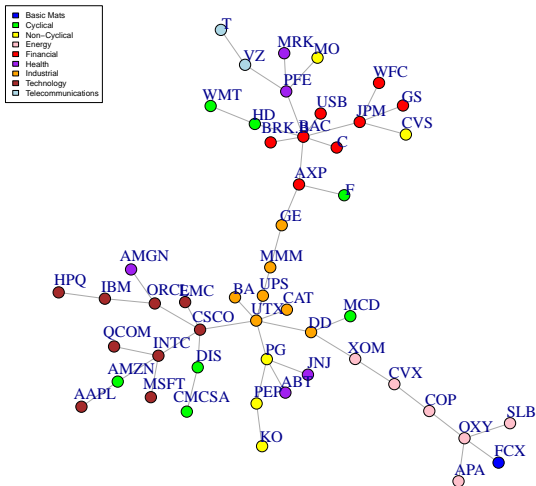 Basic Mats
Cyclical
Non-Cyclical
Energy
Financial
Health
Industrial
Technology
Telecommunications
T
MRK
MO
VZ
PFE
WFC
WMT
USB
GS
HD
JPM
BRK.B
BAC
CVS
C
AXP
F
GE
AMGN
MMM
HPQ
IBM
ORCL
EMC
BA
UPS
CAT
MCD
CSCO
UTX
DD
QCOM
INTC
DIS
PG
JNJ
XOM
AMZN
CVX
AAPL
MSFT
CMCSA
PEP
ABT
COP
KO
OXY
SLB
FCX
APA